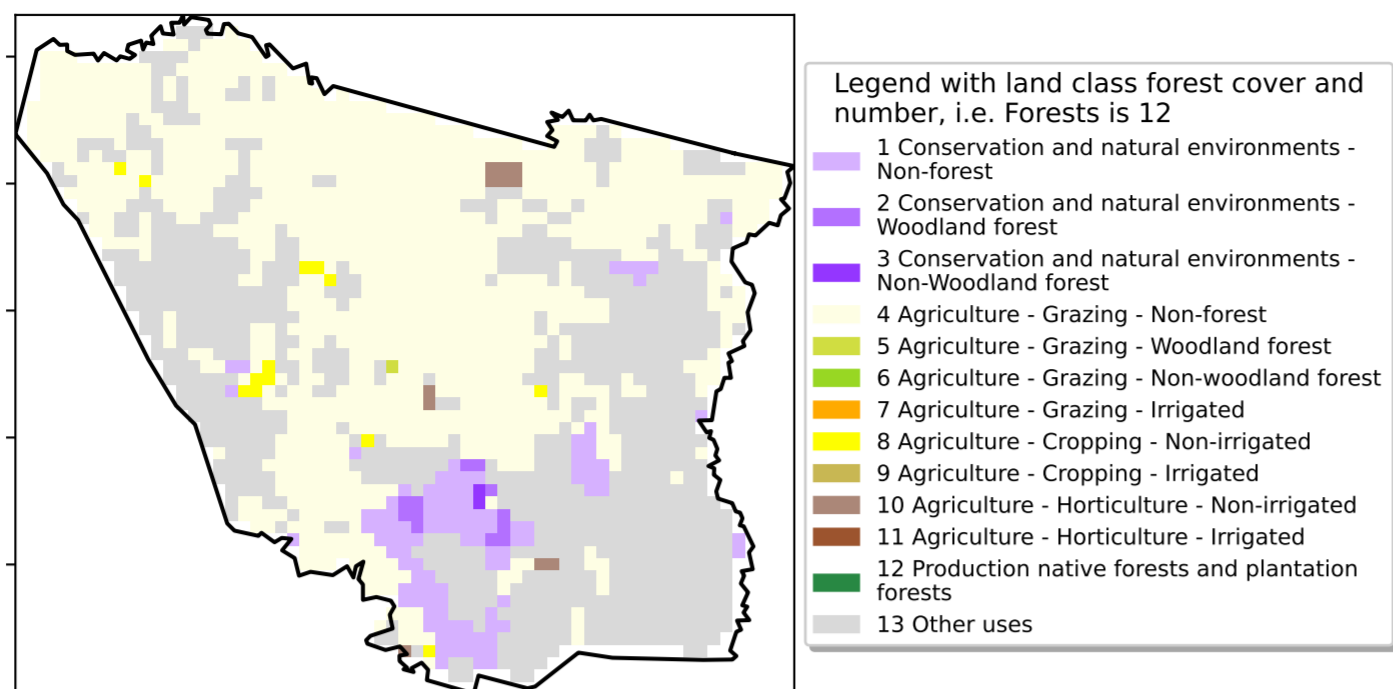 Legend with land class forest cover and
number, i.e. Forests is 12
1 Conservation and natural environments -
Non-forest
2 Conservation and natural environments -
Woodland forest
3 Conservation and natural environments -
Non-Woodland forest
4 Agriculture - Grazing - Non-forest
5 Agriculture - Grazing - Woodland forest
6 Agriculture - Grazing - Non-woodland forest
7 Agriculture - Grazing - Irrigated
8 Agriculture - Cropping - Non-irrigated
9 Agriculture - Cropping - Irrigated
10 Agriculture - Horticulture - Non-irrigated
11 Agriculture - Horticulture - Irrigated
12 Production native forests and plantation
forests
13 Other uses